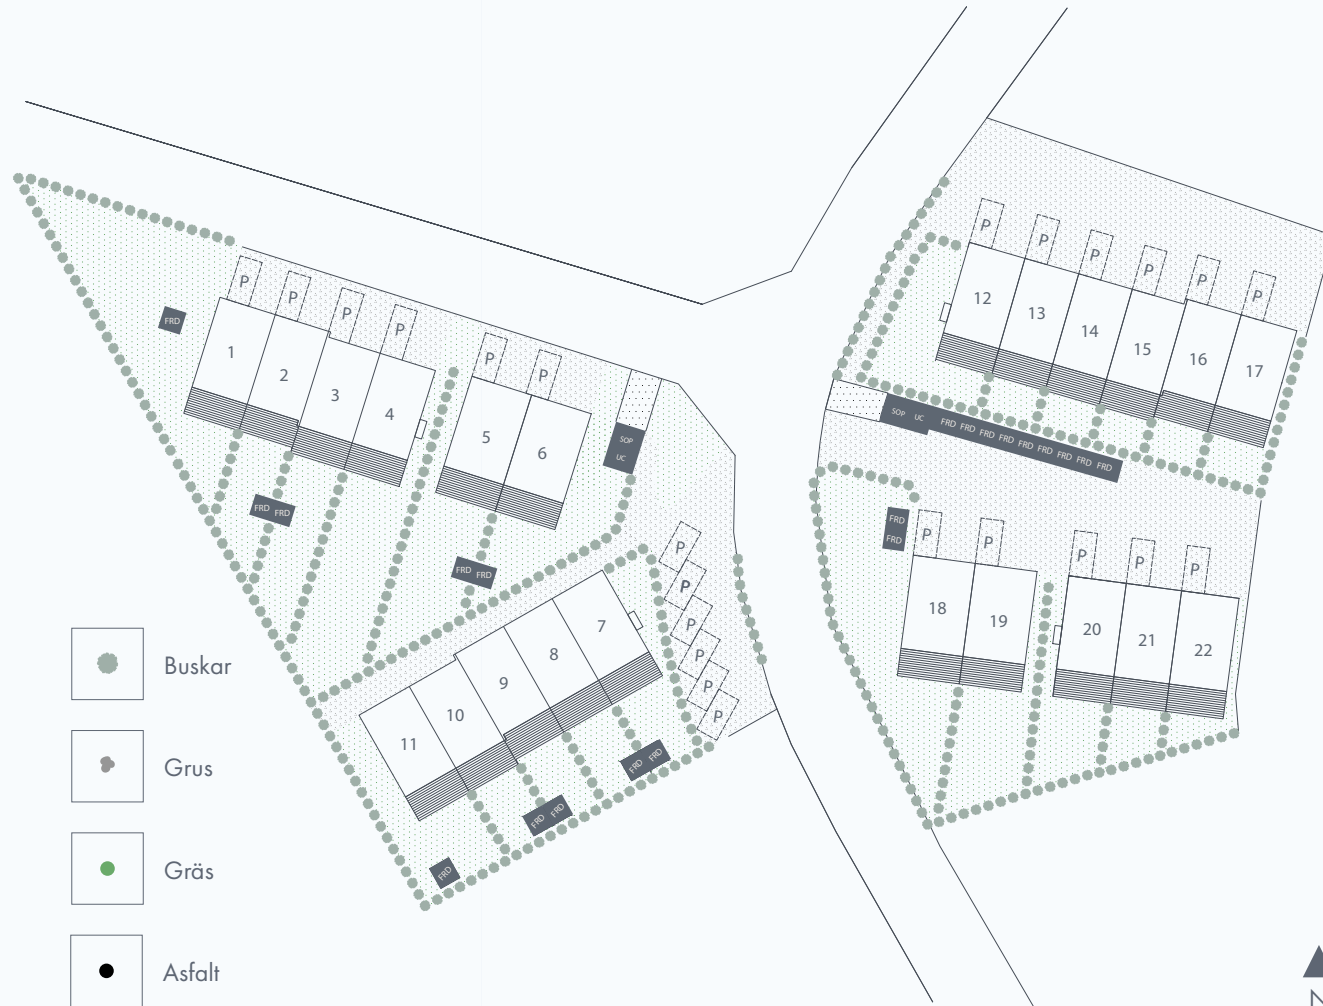 P P P P P P
P P P P
FRD
1 2 3 4
P P
5 6
SOP
UC
FRD FRD
FRD FRD
12 13 14 15 16 17
SOP UC FRD FRD FRD FRD FRD FRD FRD FRD FRD
FRD
FRD
P P P P P
18 19 20 21 22
P
P
P
P
P
P
7
8
9
10
11
FRD FRD
FRD FRD
FRD
Buskar
Grus
Gräs
Asfalt